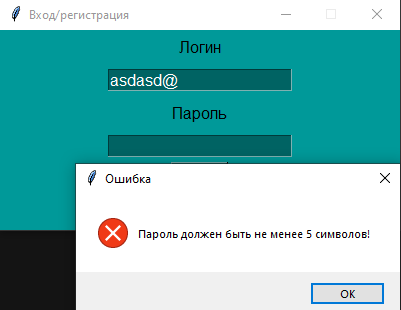 Вход/регистрация
Логин
asdasd@
Пароль
Ошибка
Пароль должен быть не менее 5 символов!
OK